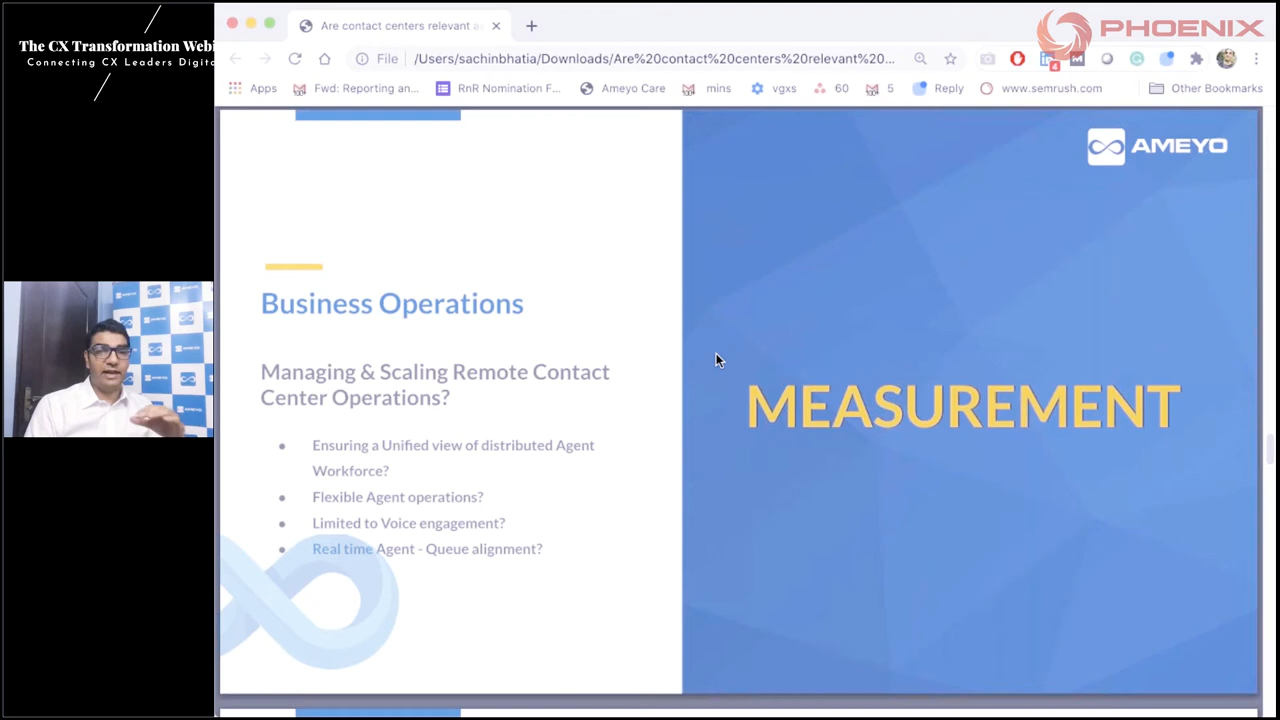 The CX Transformation Webi
Connecting CX Leaders Digita
Are contact centers relevant a
PHOENIX
File
/Users/sachinbhatia/Downloads/Are%20contact%20centers%20relevant%20...
4
Apps
Fwd: Reporting an...
RnR Nomination F...
Ameyo Care
mins
vgxs
60
5
Reply
www.semrush.com
Other Bookmarks
AMEYO
Business Operations
Managing & Scaling Remote Contact
Center Operations?
● Ensuring a Unified view of distributed Agent
Workforce?
● Flexible Agent operations?
● Limited to Voice engagement?
● Real time Agent - Queue alignment?
MEASUREMENT